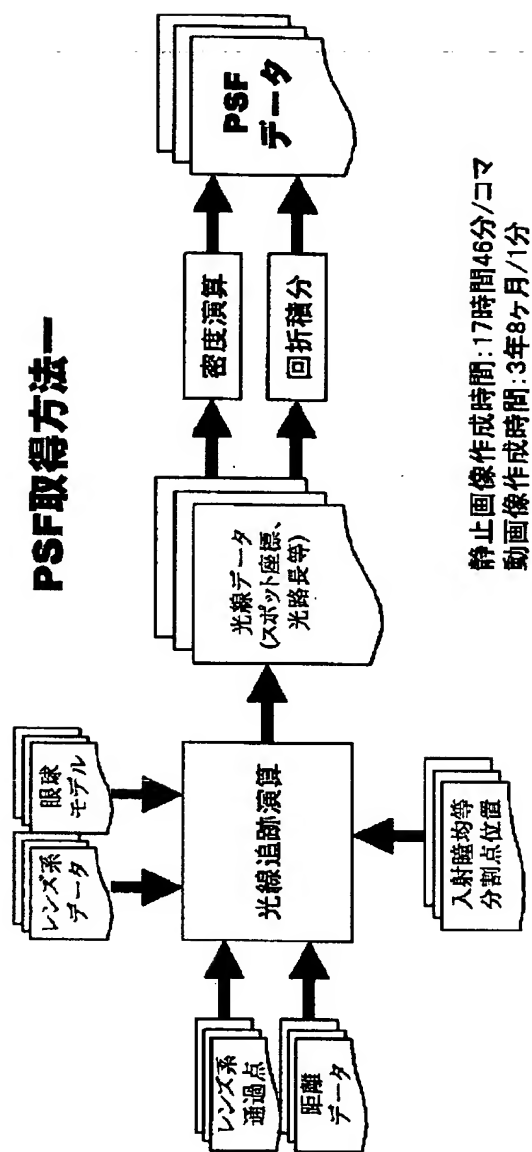 PSF取得方法一
レンズ系
データ
眼球
モデル
レンズ系
通過点
距離
データ
光線追跡演算
入射瞳均等
分割点位置
光線データ
(スポット座標、
光路長等)
密度演算
回折積分
PSF
データ
静止画像作成時間:17時間46分/コマ
動画像作成時間:3年8ヶ月/1分